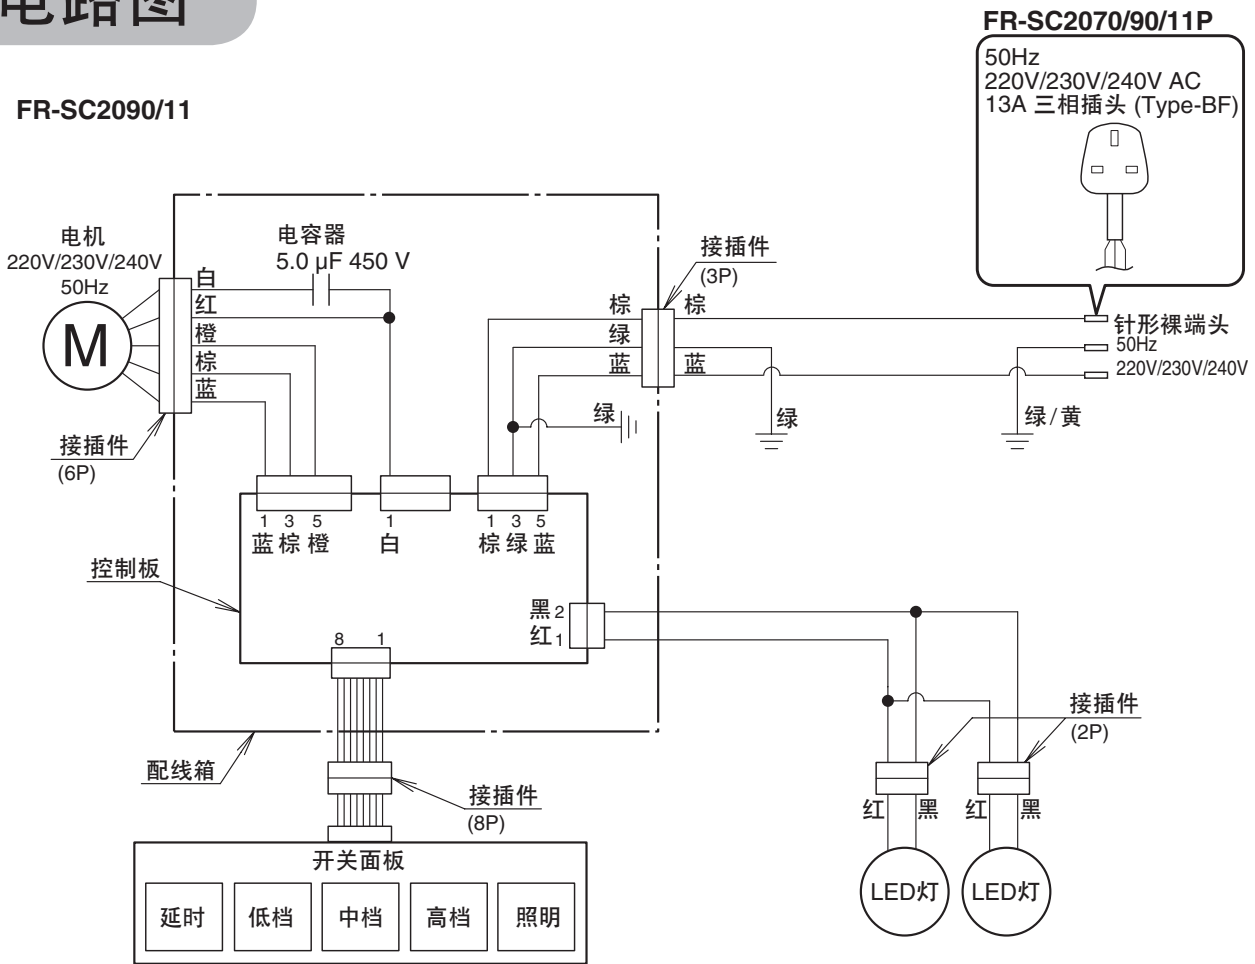 电路图
FR-SC2070/90/11P
50Hz
220V/230V/240V AC
13A 三相插头 (Type-BF)
FR-SC2090/11
电机
220V/230V/240V
50Hz
M
电容器
5.0 µF 450 V
接插件
(3P)
白
红
橙
棕
蓝
棕
绿
蓝
棕
蓝
针形裸端头
50Hz
220V/230V/240V
绿
绿
绿/黄
接插件
(6P)
1 3 5
蓝 棕 橙
1
白
1 3 5
棕 绿 蓝
控制板
黑 2
红 1
8 1
配线箱
接插件
(8P)
接插件
(2P)
红 黑
红 黑
LED灯
LED灯
开关面板
延时
低档
中档
高档
照明